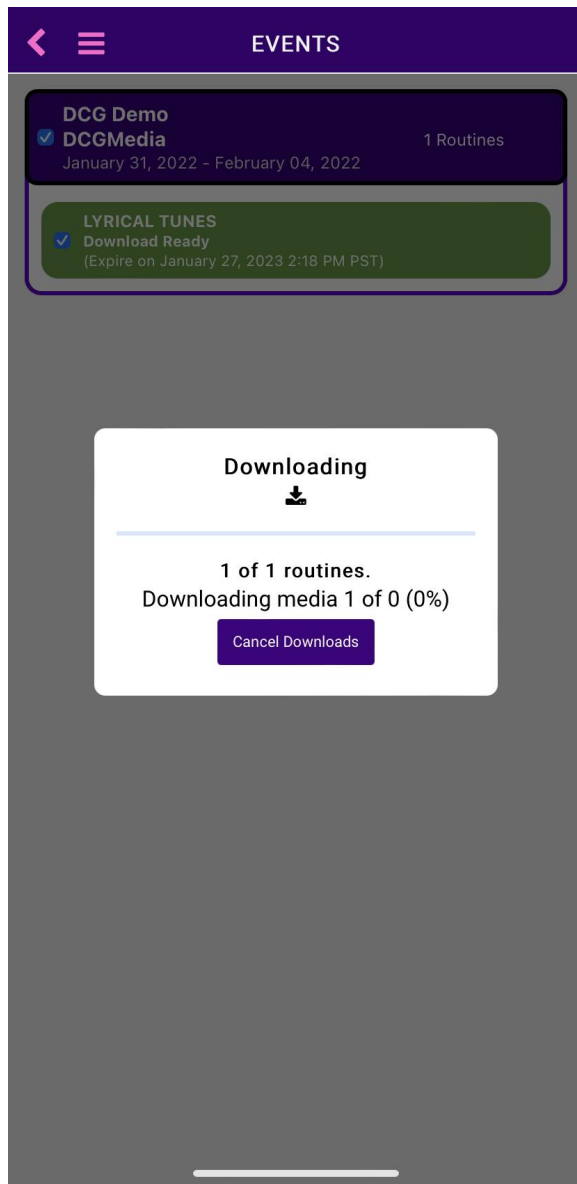 EVENTS
DCG Demo
DCGMedia
1 Routines
January 31, 2022 - February 04, 2022
LYRICAL TUNES
Download Ready
(Expire on January 27, 2023 2:18 PM PST)
Downloading
1 of 1 routines.
Downloading media 1 of 0 (0%)
Cancel Downloads